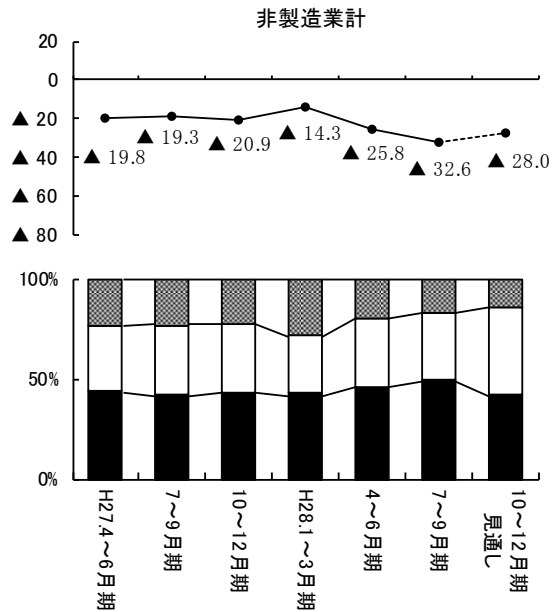 非製造業計
20
0
▲ 20
▲ 40
▲ 60
▲ 80
▲ 19.8
▲ 19.3
▲ 20.9
▲ 14.3
▲ 25.8
▲ 32.6
▲ 28.0
100%
50%
0%
H27.4～6月期
7～9月期
10～12月期
H28.1～3月期
4～6月期
7～9月期
10～12月期
見通し